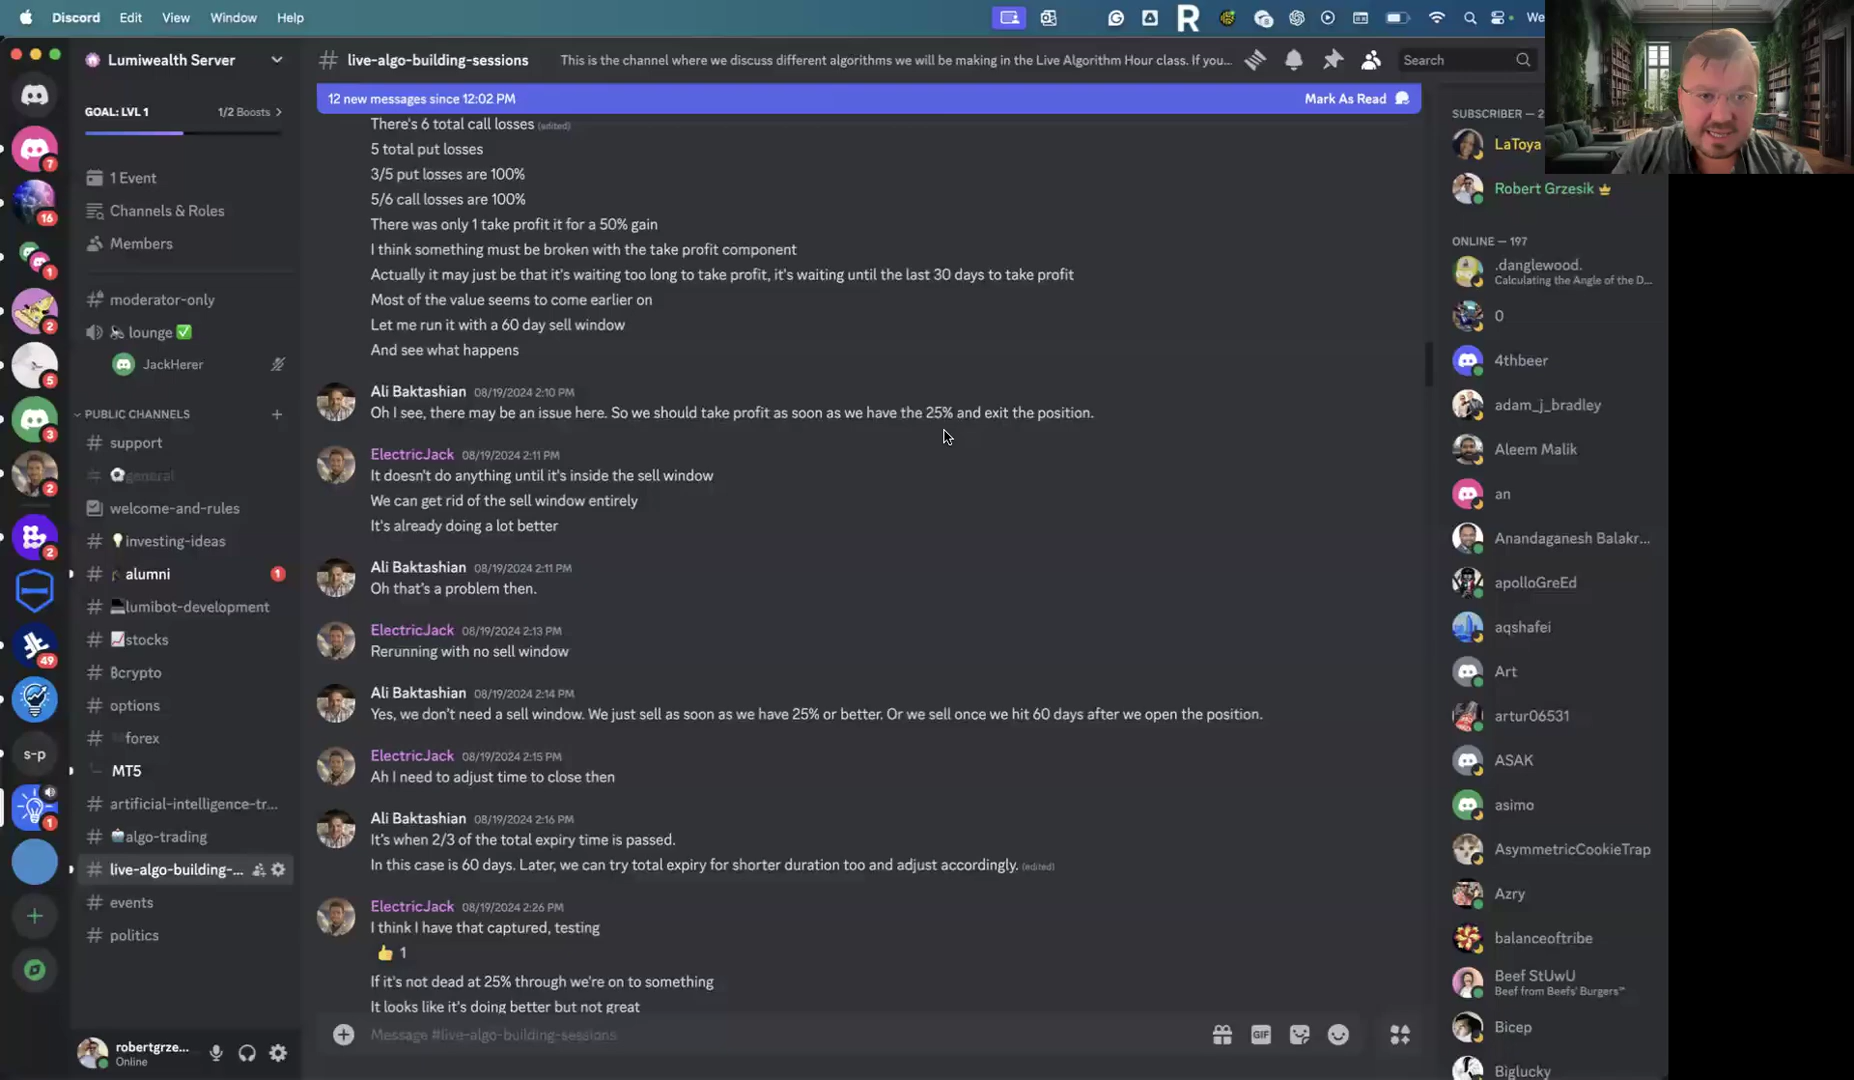 Discord Edit View Window Help
We
Lumiwealth Server
GOAL: LVL 1
1/2 Boosts
1 Event
Channels & Roles
Members
moderator-only
lounge
JackHerer
PUBLIC CHANNELS
support
general
welcome-and-rules
investing-ideas
alumni
1
lumibot-development
stocks
crypto
options
forex
MT5
artificial-intelligence-tr...
algo-trading
live-algo-building-...
events
politics
robertgrze...
Online
7
16
1
2
5
3
2
2
49
s-p
1
live-algo-building-sessions
This is the channel where we discuss different algorithms we will be making in the Live Algorithm Hour class. If you...
Search
12 new messages since 12:02 PM
Mark As Read
There's 6 total call losses (edited)
5 total put losses
3/5 put losses are 100%
5/6 call losses are 100%
There was only 1 take profit it for a 50% gain
I think something must be broken with the take profit component
Actually it may just be that it's waiting too long to take profit, it's waiting until the last 30 days to take profit
Most of the value seems to come earlier on
Let me run it with a 60 day sell window
And see what happens
Ali Baktashian 08/19/2024 2:10 PM
Oh I see, there may be an issue here. So we should take profit as soon as we have the 25% and exit the position.
ElectricJack 08/19/2024 2:11 PM
It doesn't do anything until it's inside the sell window
We can get rid of the sell window entirely
It's already doing a lot better
Ali Baktashian 08/19/2024 2:11 PM
Oh that's a problem then.
ElectricJack 08/19/2024 2:13 PM
Rerunning with no sell window
Ali Baktashian 08/19/2024 2:14 PM
Yes, we don't need a sell window. We just sell as soon as we have 25% or better. Or we sell once we hit 60 days after we open the position.
ElectricJack 08/19/2024 2:15 PM
Ah I need to adjust time to close then
Ali Baktashian 08/19/2024 2:16 PM
It's when 2/3 of the total expiry time is passed.
In this case is 60 days. Later, we can try total expiry for shorter duration too and adjust accordingly. (edited)
ElectricJack 08/19/2024 2:26 PM
I think I have that captured, testing
1
If it's not dead at 25% through we're on to something
It looks like it's doing better but not great
Message #live-algo-building-sessions
GIF
SUBSCRIBER — 2
LaToya
Robert Grzesik
ONLINE — 197
.danglewood.
Calculating the Angle of the D...
0
4thbeer
adam_j_bradley
Aleem Malik
an
Anandaganesh Balakr...
apolloGreEd
aqshafei
Art
artur06531
ASAK
asimo
AsymmetricCookieTrap
Azry
balanceoftribe
Beef StUwU
Beef from Beefs' Burgers™
Bicep
Biglucky